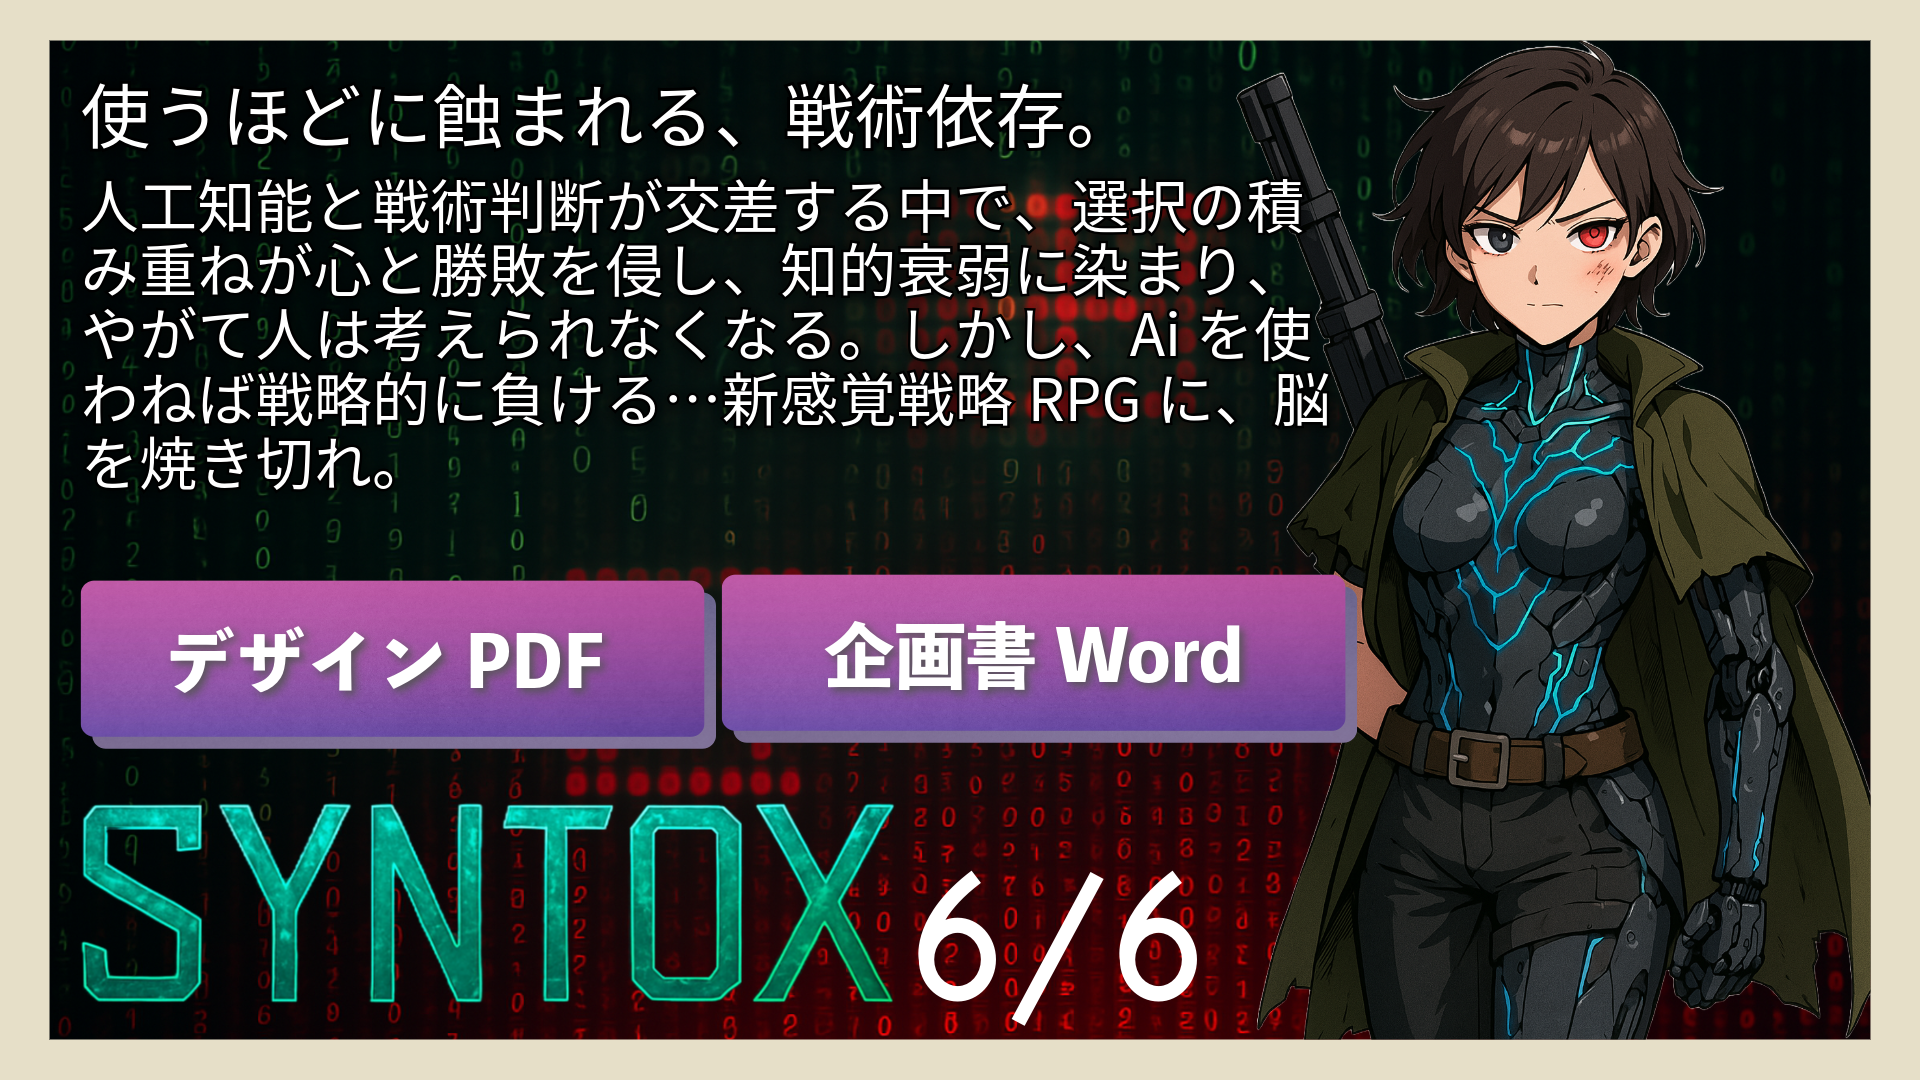 使うほどに蝕まれる、戦術依存。
人工知能と戦術判断が交差する中で、選択の積
み重ねが心と勝敗を侵し、知的衰弱に染まり、
やがて人は考えられなくなる。しかし、Ai を使
わねば戦略的に負ける…新感覚戦略 RPG に、脳
を焼き切れ。
デザイン PDF
企画書 Word
SYNTOX
6/6